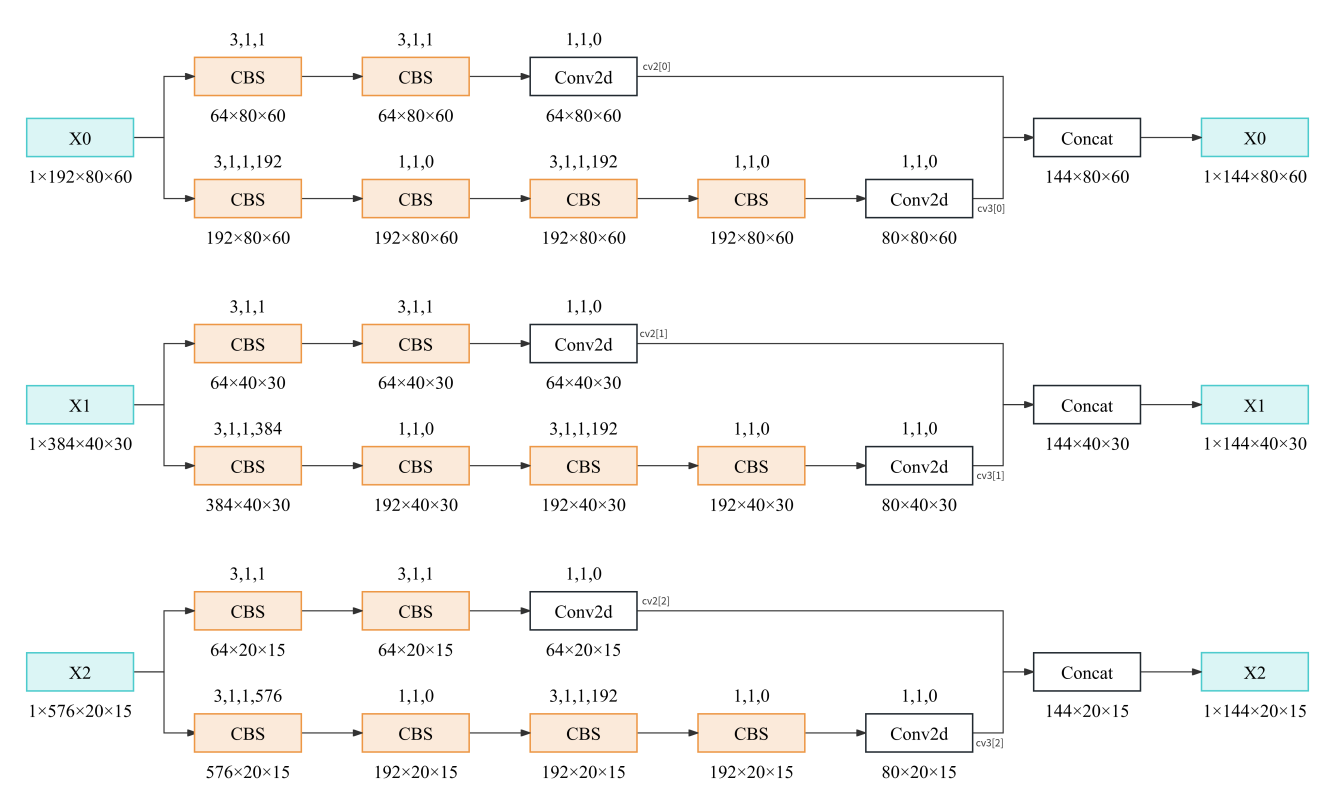 3,1,1 3,1,1 1,1,0
CBS CBS Conv2d cv2[0]
64×80×60 64×80×60 64×80×60
X0 Concat X0
1×192×80×60 3,1,1,192 1,1,0 3,1,1,192 1,1,0 1,1,0 144×80×60 1×144×80×60
CBS CBS CBS CBS Conv2d cv3[0]
192×80×60 192×80×60 192×80×60 192×80×60 80×80×60
3,1,1 3,1,1 1,1,0
CBS CBS Conv2d cv2[1]
64×40×30 64×40×30 64×40×30
X1 Concat X1
1×384×40×30 3,1,1,384 1,1,0 3,1,1,192 1,1,0 1,1,0 144×40×30 1×144×40×30
CBS CBS CBS CBS Conv2d cv3[1]
384×40×30 192×40×30 192×40×30 192×40×30 80×40×30
3,1,1 3,1,1 1,1,0
CBS CBS Conv2d cv2[2]
64×20×15 64×20×15 64×20×15
X2 Concat X2
1×576×20×15 3,1,1,576 1,1,0 3,1,1,192 1,1,0 1,1,0 144×20×15 1×144×20×15
CBS CBS CBS CBS Conv2d cv3[2]
576×20×15 192×20×15 192×20×15 192×20×15 80×20×15